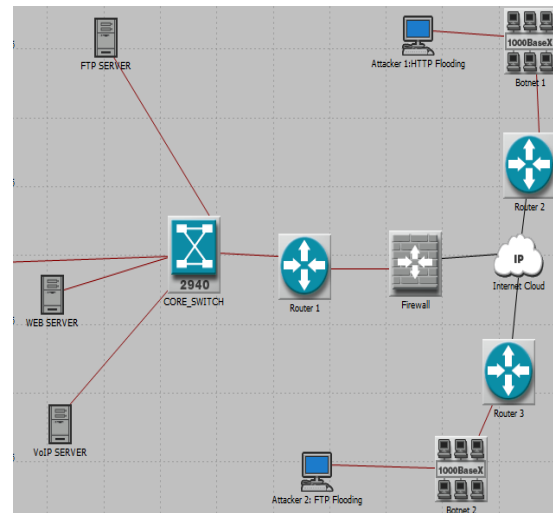 FTP SERVER
Attacker 1:HTTP Flooding
1000BaseX
Botnet 1
Router 2
2940
CORE_SWITCH
Router 1
Firewall
IP
Internet Cloud
WEB SERVER
Router 3
VoIP SERVER
1000BaseX
Attacker 2: FTP Flooding
Botnet 2